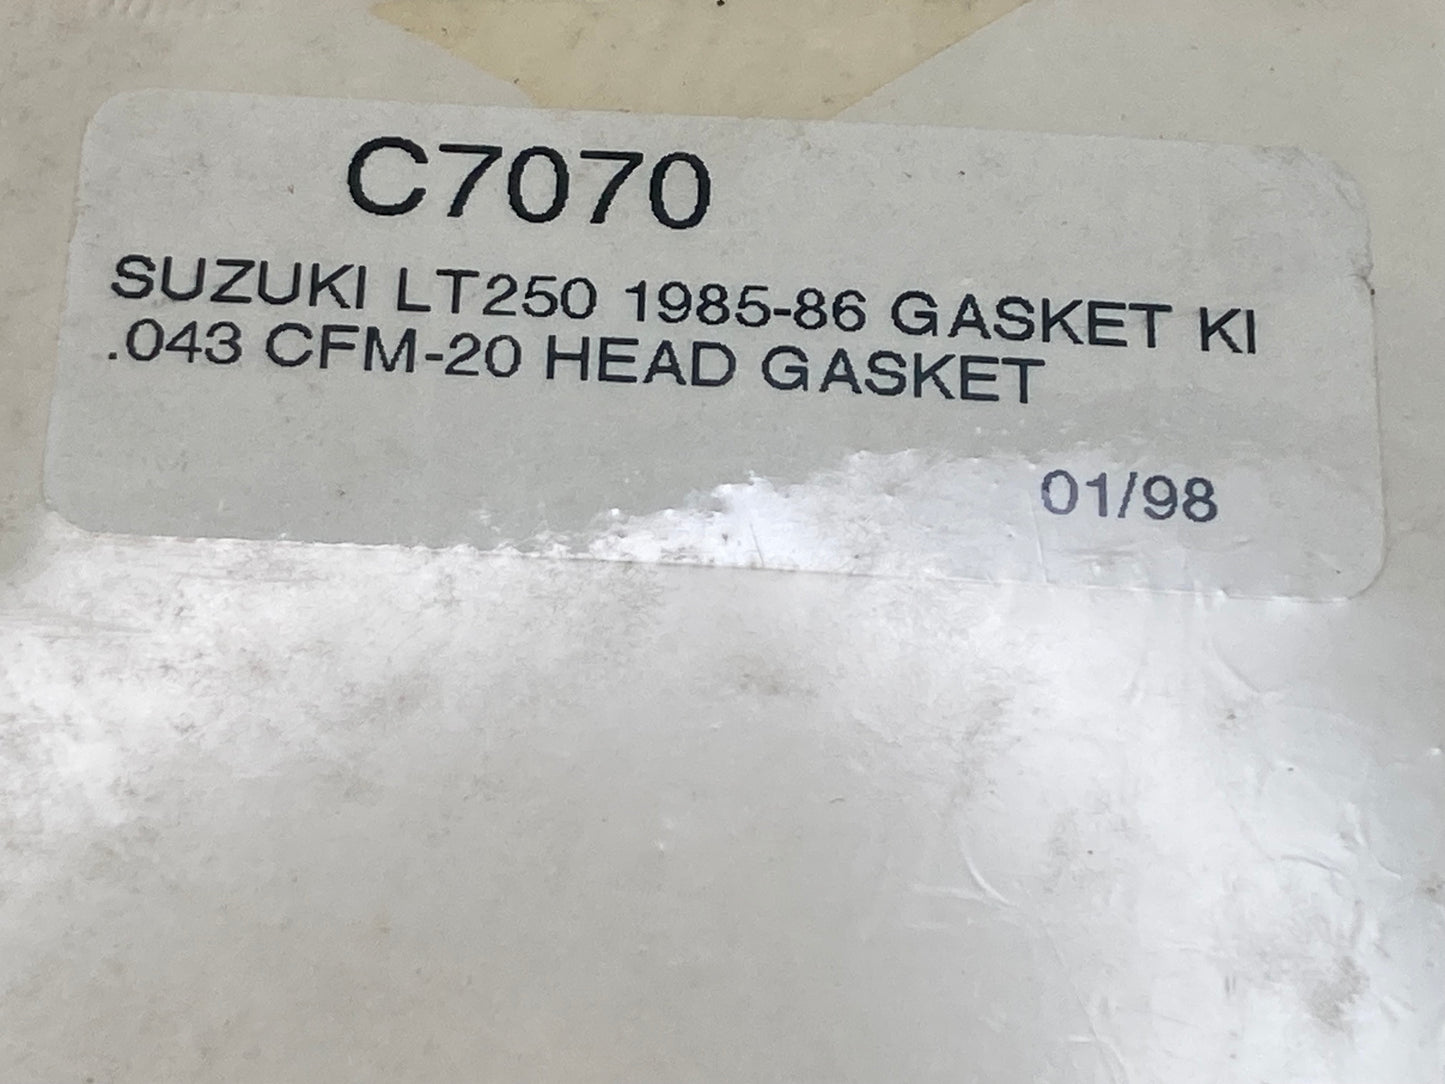 C7070
SUZUKI LT250 1985-86 GASKET KI
.043 CFM-20 HEAD GASKET
01/98